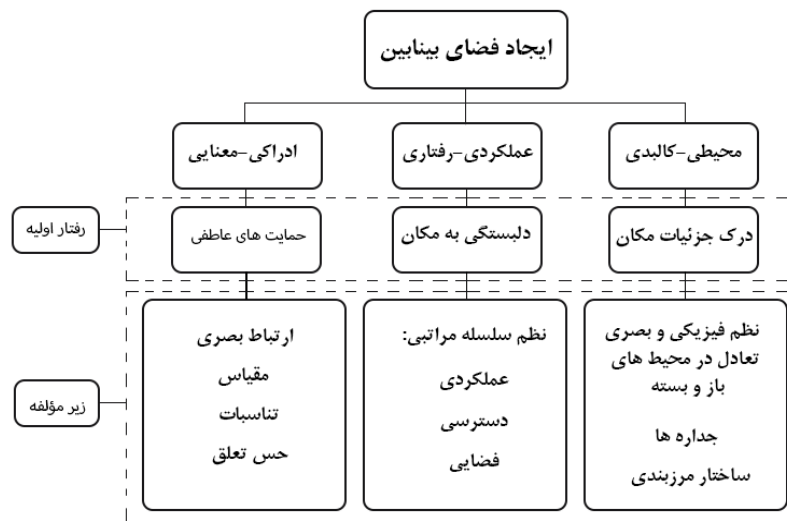 ایجاد فضای بینابین
محیطی-کالبدی
عملکردی-رفتاری
ادراکی-معنایی
درک جزئیات مکان
دلبستگی به مکان
حمایت های عاطفی
رفتار اولیه
نظم فیزیکی و بصری
تعادل در محیط های
باز و بسته
جداره ها
ساختار مرزبندی
نظم سلسله مراتبی:
عملکردی
دسترسی
فضایی
ارتباط بصری
مقیاس
تناسبات
حس تعلق
زیر مؤلفه